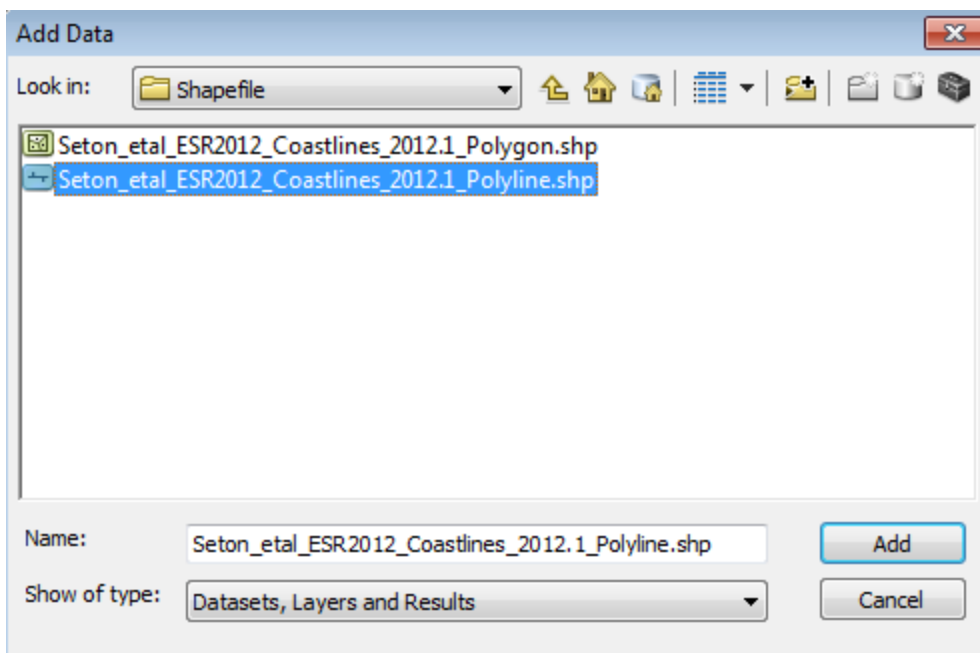 Add Data
Look in: Shapefile
Seton_etal_ESR2012_Coastlines_2012.1_Polygon.shp
Seton_etal_ESR2012_Coastlines_2012.1_Polyline.shp
Name: Seton_etal_ESR2012_Coastlines_2012.1_Polyline.shp Add
Show of type: Datasets, Layers and Results Cancel